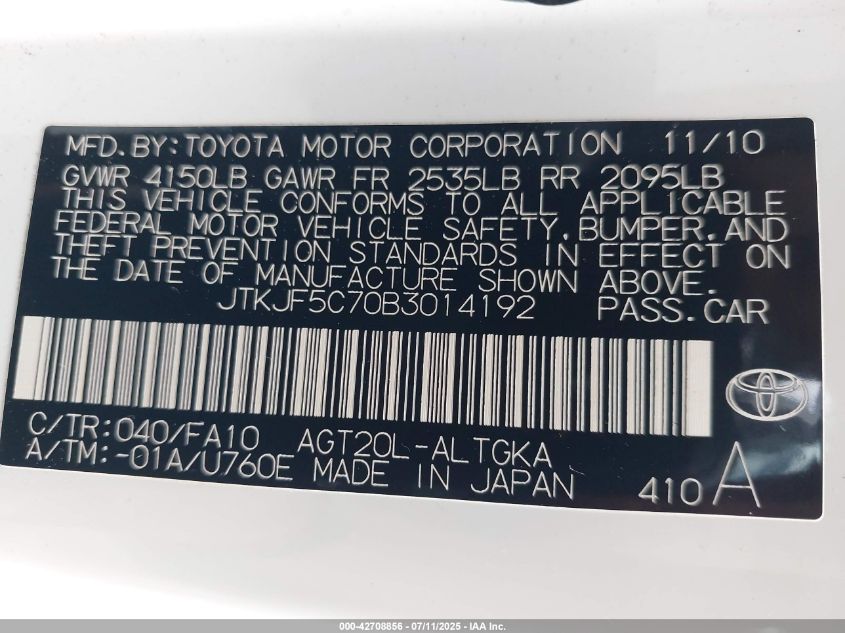 MFD. BY: TOYOTA MOTOR CORPORATION 11/10
GVWR 4150LB GAWR FR 2535LB RR 2095LB
THIS VEHICLE CONFORMS TO ALL APPLICABLE
FEDERAL MOTOR VEHICLE SAFETY, BUMPER, AND
THEFT PREVENTION STANDARDS IN EFFECT ON
THE DATE OF MANUFACTURE SHOWN ABOVE.
JTKJF5C70B3014192 PASS. CAR
C/TR: 040/FA10 AGT20L-ALTGKA
A/TM: -01A/U760E MADE IN JAPAN 410 A
000-42708856 - 07/11/2025 - IAA Inc.